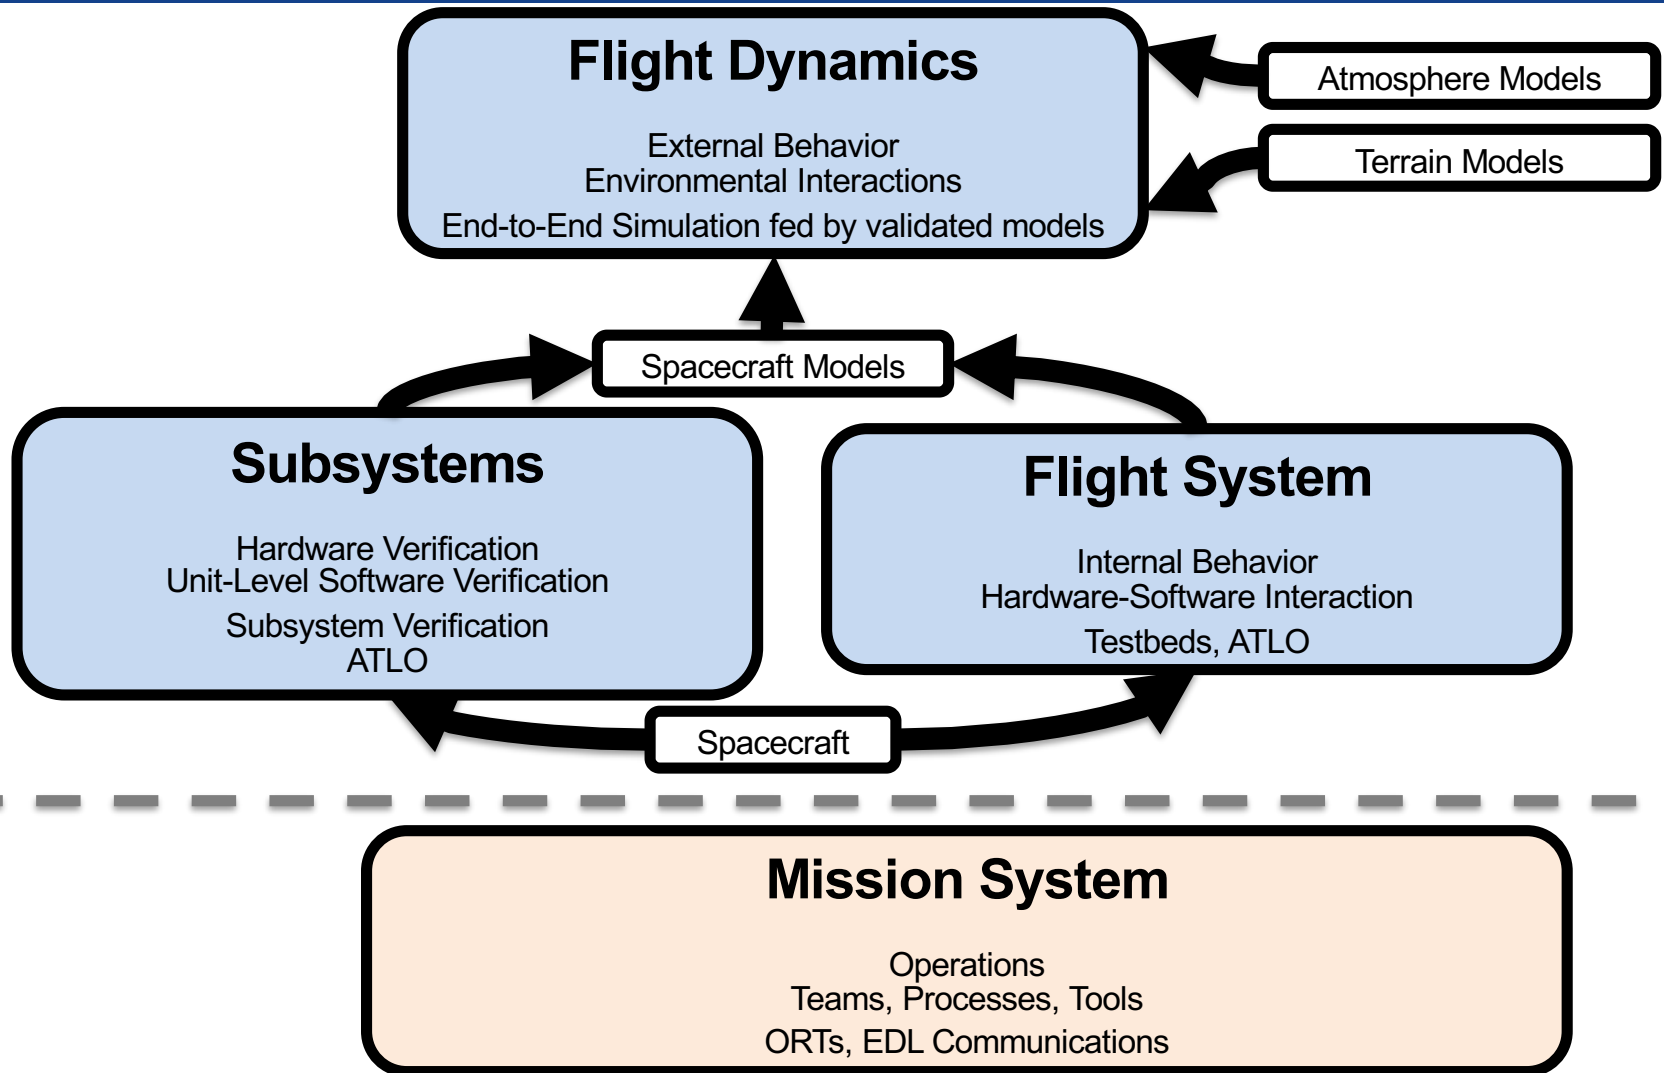 Flight Dynamics
External Behavior
Environmental Interactions
End-to-End Simulation fed by validated models
Atmosphere Models
Terrain Models
Spacecraft Models
Subsystems
Hardware Verification
Unit-Level Software Verification
Subsystem Verification
ATLO
Flight System
Internal Behavior
Hardware-Software Interaction
Testbeds, ATLO
Spacecraft
Mission System
Operations
Teams, Processes, Tools
ORTs, EDL Communications